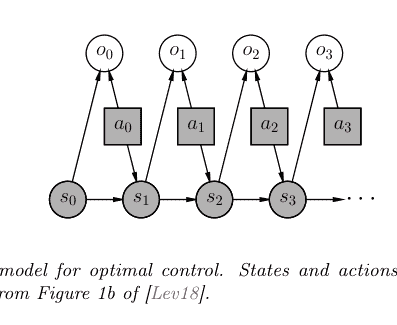 o0 o1 o2 o3
a0 a1 a2 a3
s0 s1 s2 s3 ···
model for optimal control. States and actions
rom Figure 1b of [Lev18].